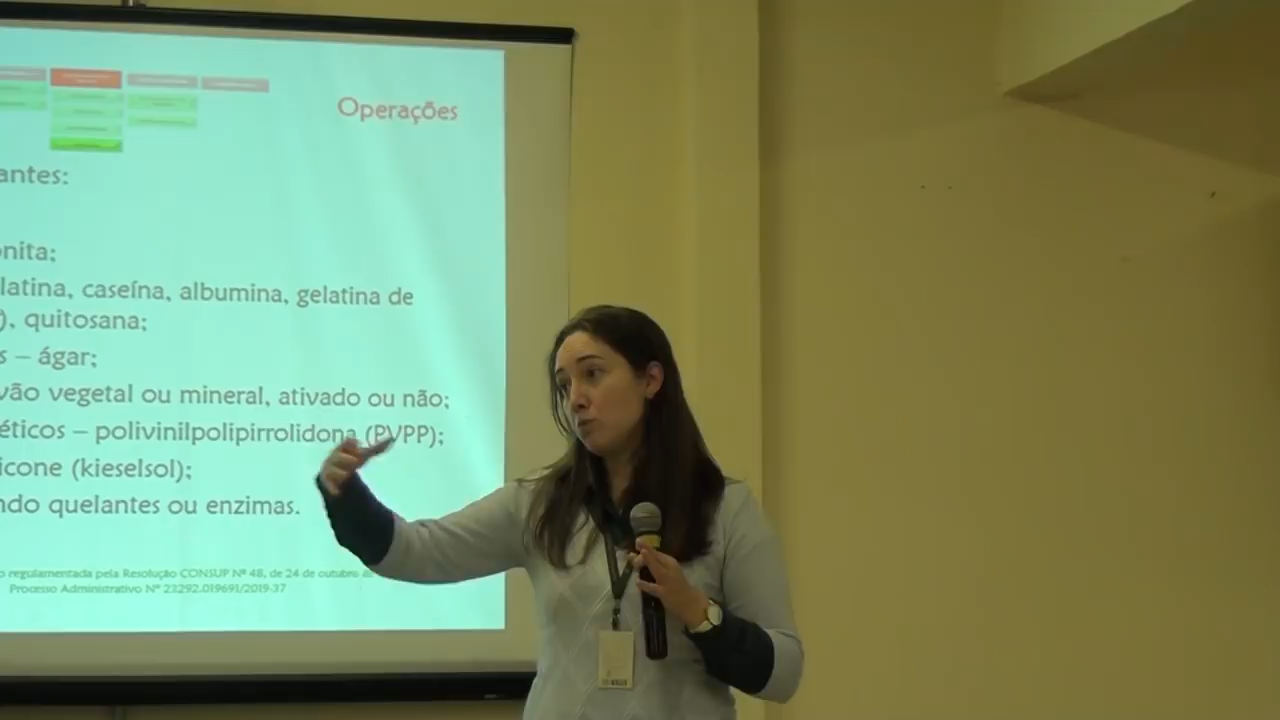 Operações
antes:
nita;
latina, caseína, albumina, gelatina de
), quitosana;
s – ágar;
vão vegetal ou mineral, ativado ou não;
éticos – polivinilpolipirrolidona (PVPP);
icone (kieselsol);
ndo quelantes ou enzimas.
o regulamentada pela Resolução CONSUP Nº 48, de 24 de outubro
Processo Administrativo Nº 23292.019691/2019-37